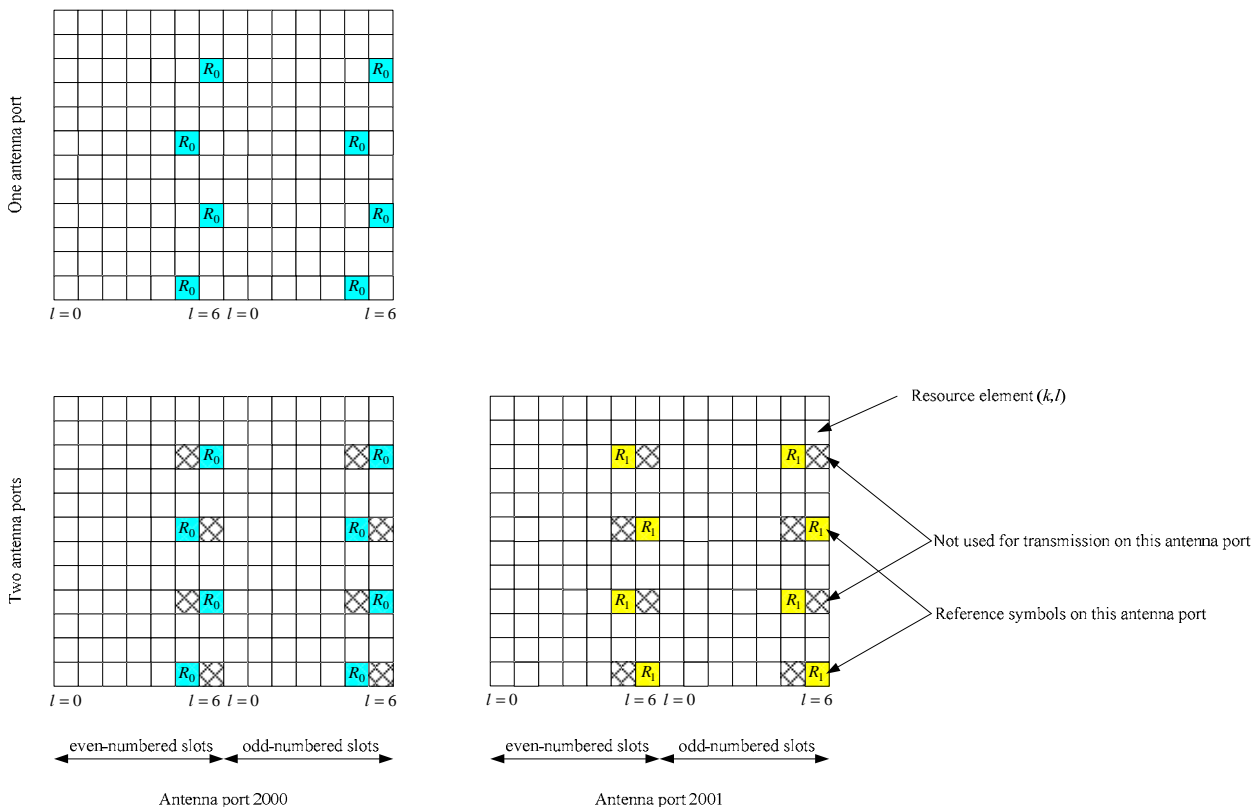 One antenna port
R0 R0
R0 R0
R0 R0
R0 R0
l = 0 l = 6 l = 0 l = 6
Two antenna ports
Resource element (k,l)
R0 R0 R1 R1
R0 R0 R1 R1
Not used for transmission on this antenna port
R0 R0 R1 R1
Reference symbols on this antenna port
R0 R0 R1 R1
l = 0 l = 6 l = 0 l = 6 l = 0 l = 6 l = 0 l = 6
even-numbered slots odd-numbered slots even-numbered slots odd-numbered slots
Antenna port 2000 Antenna port 2001